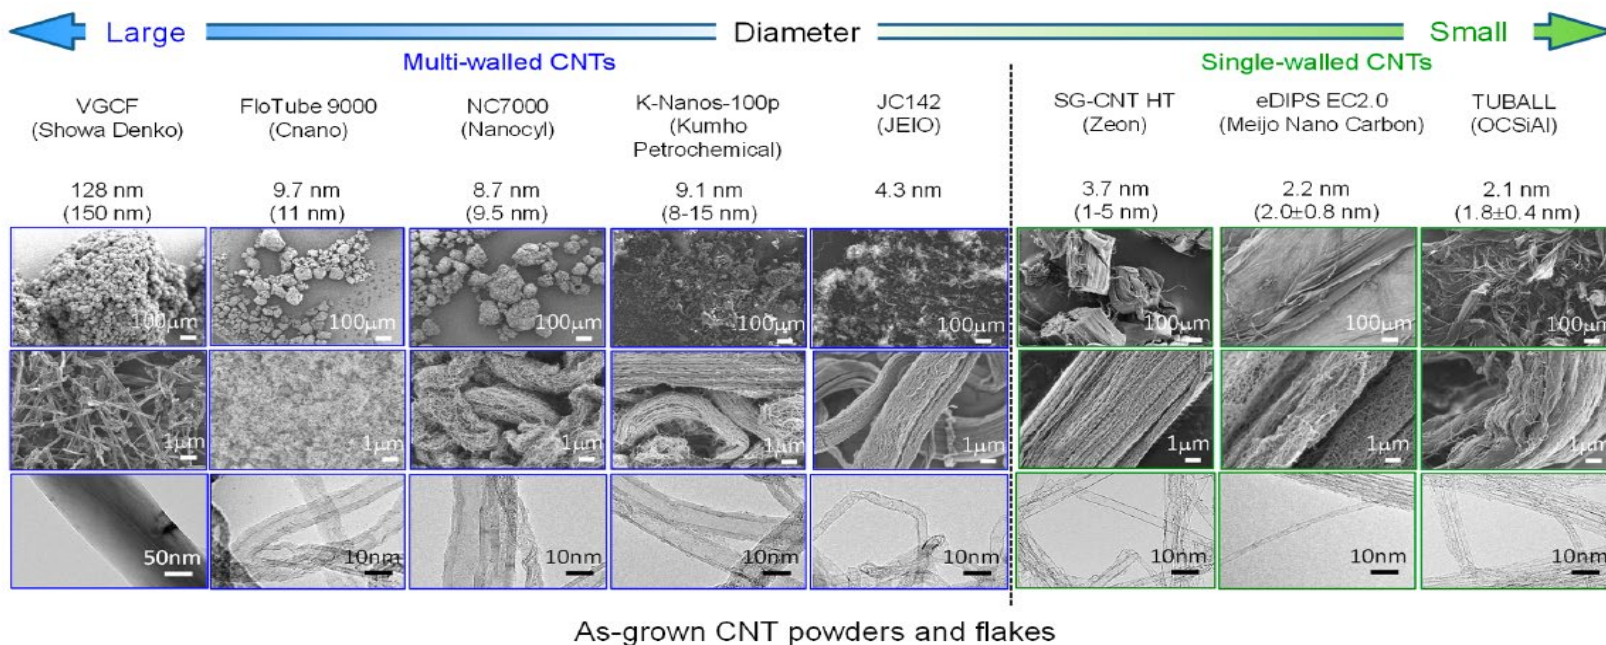 Large Diameter Small
Multi-walled CNTs Single-walled CNTs
VGCF
(Showa Denko)
FloTube 9000
(Cnano)
NC7000
(Nanocyl)
K-Nanos-100p
(Kumho
Petrochemical)
JC142
(JEIO)
SG-CNT HT
(Zeon)
eDIPS EC2.0
(Meijo Nano Carbon)
TUBALL
(OCSiAl)
128 nm
(150 nm)
9.7 nm
(11 nm)
8.7 nm
(9.5 nm)
9.1 nm
(8-15 nm)
4.3 nm
3.7 nm
(1-5 nm)
2.2 nm
(2.0±0.8 nm)
2.1 nm
(1.8±0.4 nm)
100μm 100μm 100μm 100μm 100μm 100μm 100μm 100μm
1μm 1μm 1μm 1μm 1μm 1μm 1μm 1μm
50nm 10nm 10nm 10nm 10nm 10nm 10nm 10nm
As-grown CNT powders and flakes